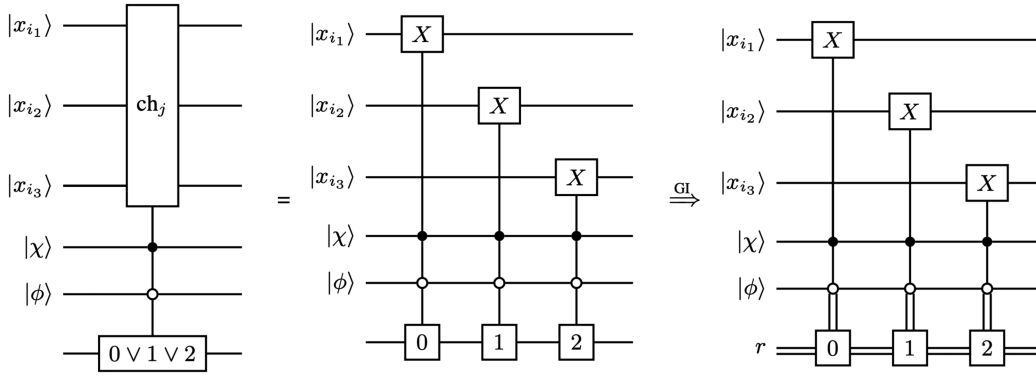 |x_{i_1}⟩
|x_{i_2}⟩ ch_j
|x_{i_3}⟩
|χ⟩
|ϕ⟩
0 ∨ 1 ∨ 2
=
|x_{i_1}⟩ X
|x_{i_2}⟩ X
|x_{i_3}⟩ X
|χ⟩
|ϕ⟩
0 1 2
GI
⟹
|x_{i_1}⟩ X
|x_{i_2}⟩ X
|x_{i_3}⟩ X
|χ⟩
|ϕ⟩
r 0 1 2